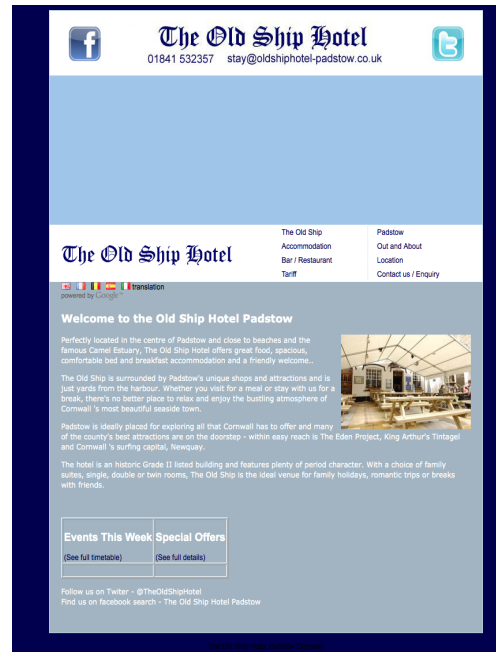 The Old Ship Hotel
01841 532357 stay@oldshiphotel-padstow.co.uk
The Old Ship Hotel
The Old Ship
Accommodation
Bar / Restaurant
Tariff
Padstow
Out and About
Location
Contact us / Enquiry
translation
powered by Google™
Welcome to the Old Ship Hotel Padstow
Perfectly located in the centre of Padstow and close to beaches and the
famous Camel Estuary, The Old Ship Hotel offers great food, spacious,
comfortable bed and breakfast accommodation and a friendly welcome..
The Old Ship is surrounded by Padstow's unique shops and attractions and is
just yards from the harbour. Whether you visit for a meal or stay with us for a
break, there's no better place to relax and enjoy the bustling atmosphere of
Cornwall 's most beautiful seaside town.
Padstow is ideally placed for exploring all that Cornwall has to offer and many
of the county's best attractions are on the doorstep - within easy reach is The Eden Project, King Arthur's Tintagel
and Cornwall 's surfing capital, Newquay.
The hotel is an historic Grade II listed building and features plenty of period character. With a choice of family
suites, single, double or twin rooms, The Old Ship is the ideal venue for family holidays, romantic trips or breaks
with friends.
Events This Week
(See full timetable)
Special Offers
(See full details)
Follow us on Twiter - @TheOldShipHotel
Find us on facebook search - The Old Ship Hotel Padstow